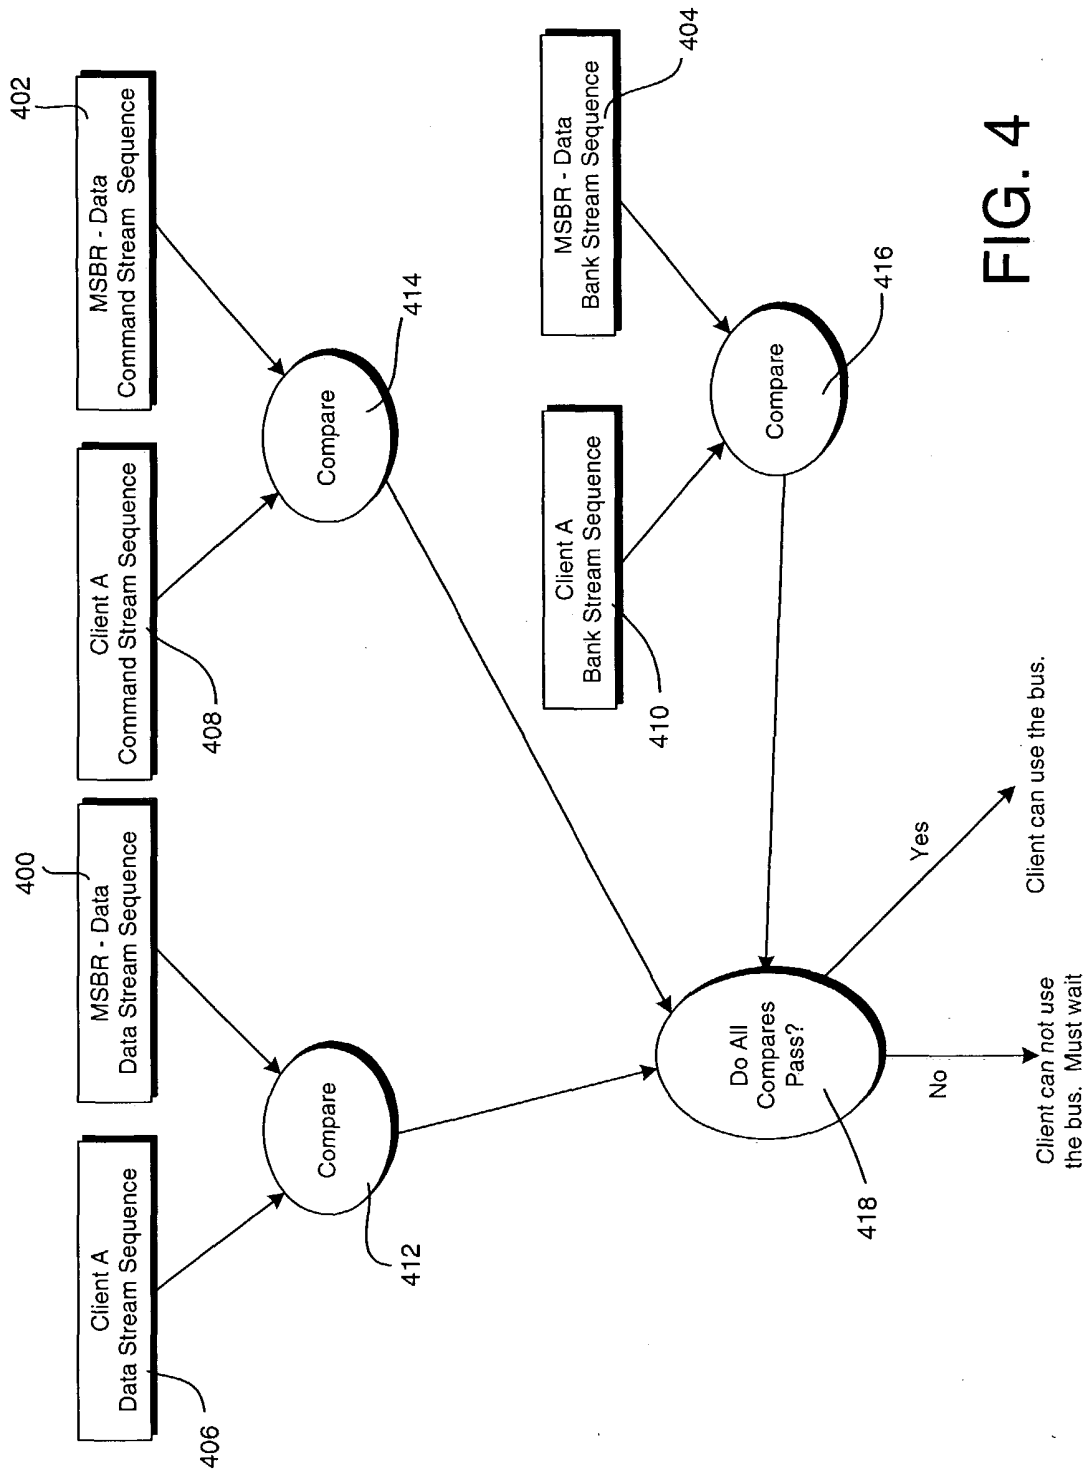 406
Client A
Data Stream Sequence
400
MSBR - Data
Data Stream Sequence
408
Client A
Command Stream Sequence
402
MSBR - Data
Command Stream Sequence
412
Compare
414
Compare
410
Client A
Bank Stream Sequence
404
MSBR - Data
Bank Stream Sequence
416
Compare
418
Do All
Compares
Pass?
No
Yes
Client can not use
the bus. Must wait
Client can use the bus.
FIG. 4